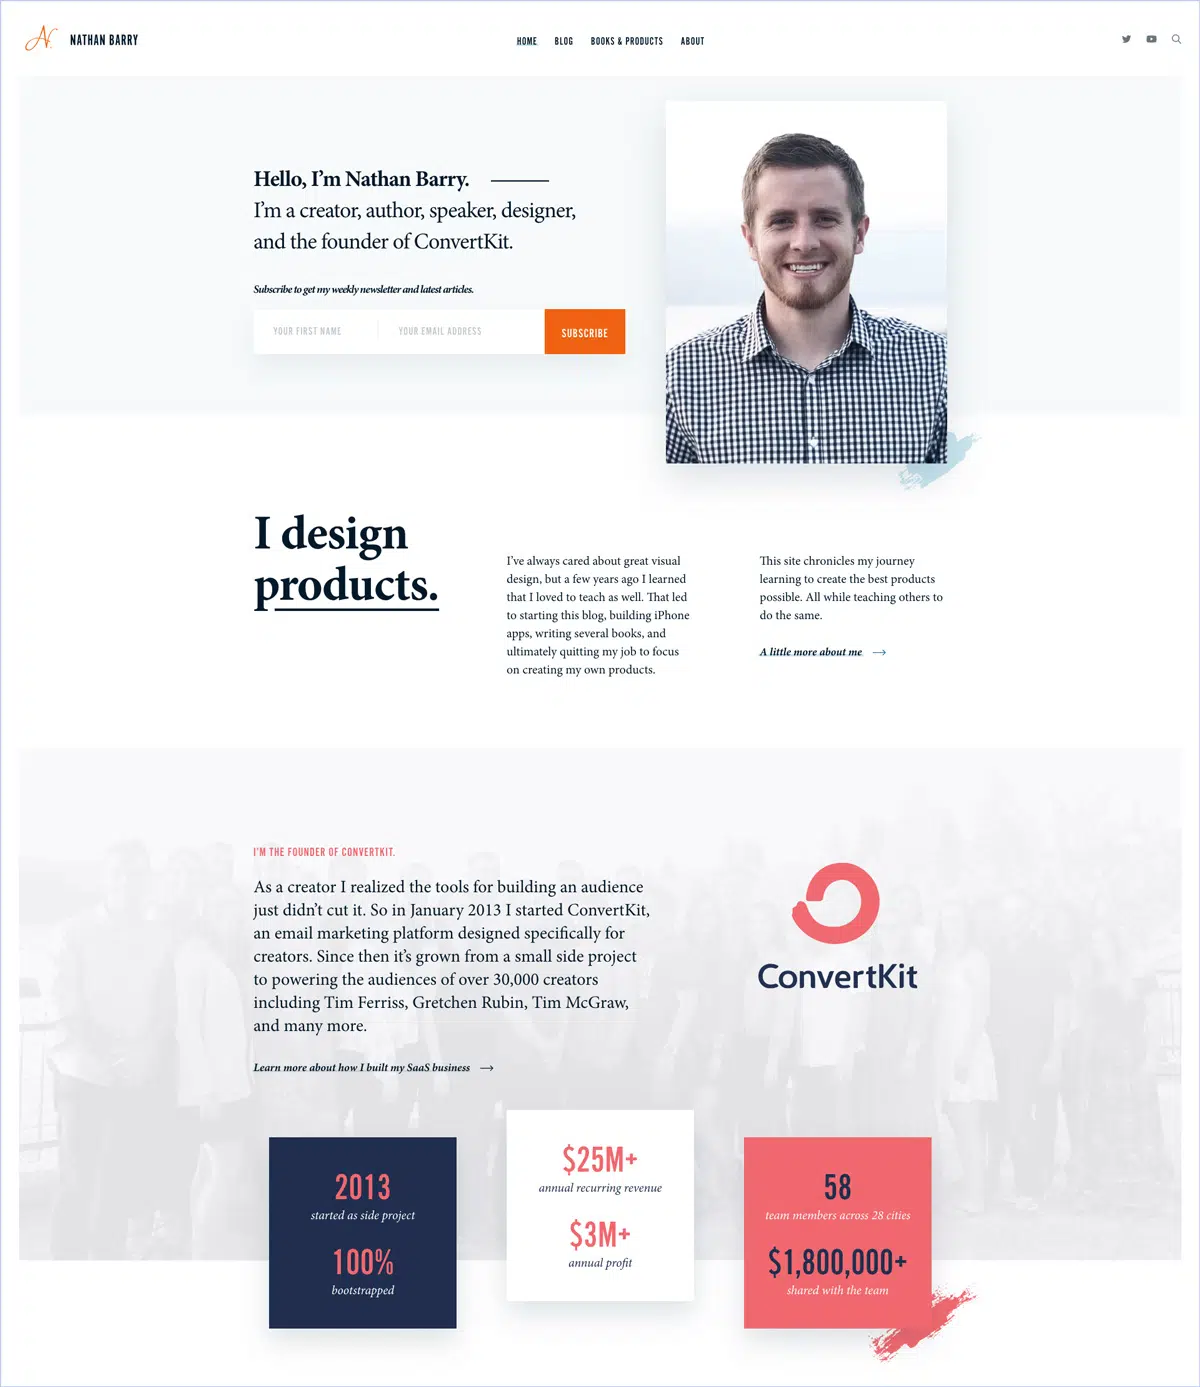 NATHAN BARRY
HOME
BLOG
BOOKS & PRODUCTS
ABOUT
Hello, I'm Nathan Barry.
I'm a creator, author, speaker, designer,
and the founder of ConvertKit.
Subscribe to get my weekly newsletter and latest articles.
YOUR FIRST NAME
YOUR EMAIL ADDRESS
SUBSCRIBE
I design
products.
I've always cared about great visual
design, but a few years ago I learned
that I loved to teach as well. That led
to starting this blog, building iPhone
apps, writing several books, and
ultimately quitting my job to focus
on creating my own products.
This site chronicles my journey
learning to create the best products
possible. All while teaching others to
do the same.
A little more about me
I'M THE FOUNDER OF CONVERTKIT.
As a creator I realized the tools for building an audience
just didn't cut it. So in January 2013 I started ConvertKit,
an email marketing platform designed specifically for
creators. Since then it's grown from a small side project
to powering the audiences of over 30,000 creators
including Tim Ferriss, Gretchen Rubin, Tim McGraw,
and many more.
Learn more about how I built my SaaS business
ConvertKit
2013
started as side project
100%
bootstrapped
$25M+
annual recurring revenue
$3M+
annual profit
58
team members across 28 cities
$1,800,000+
shared with the team